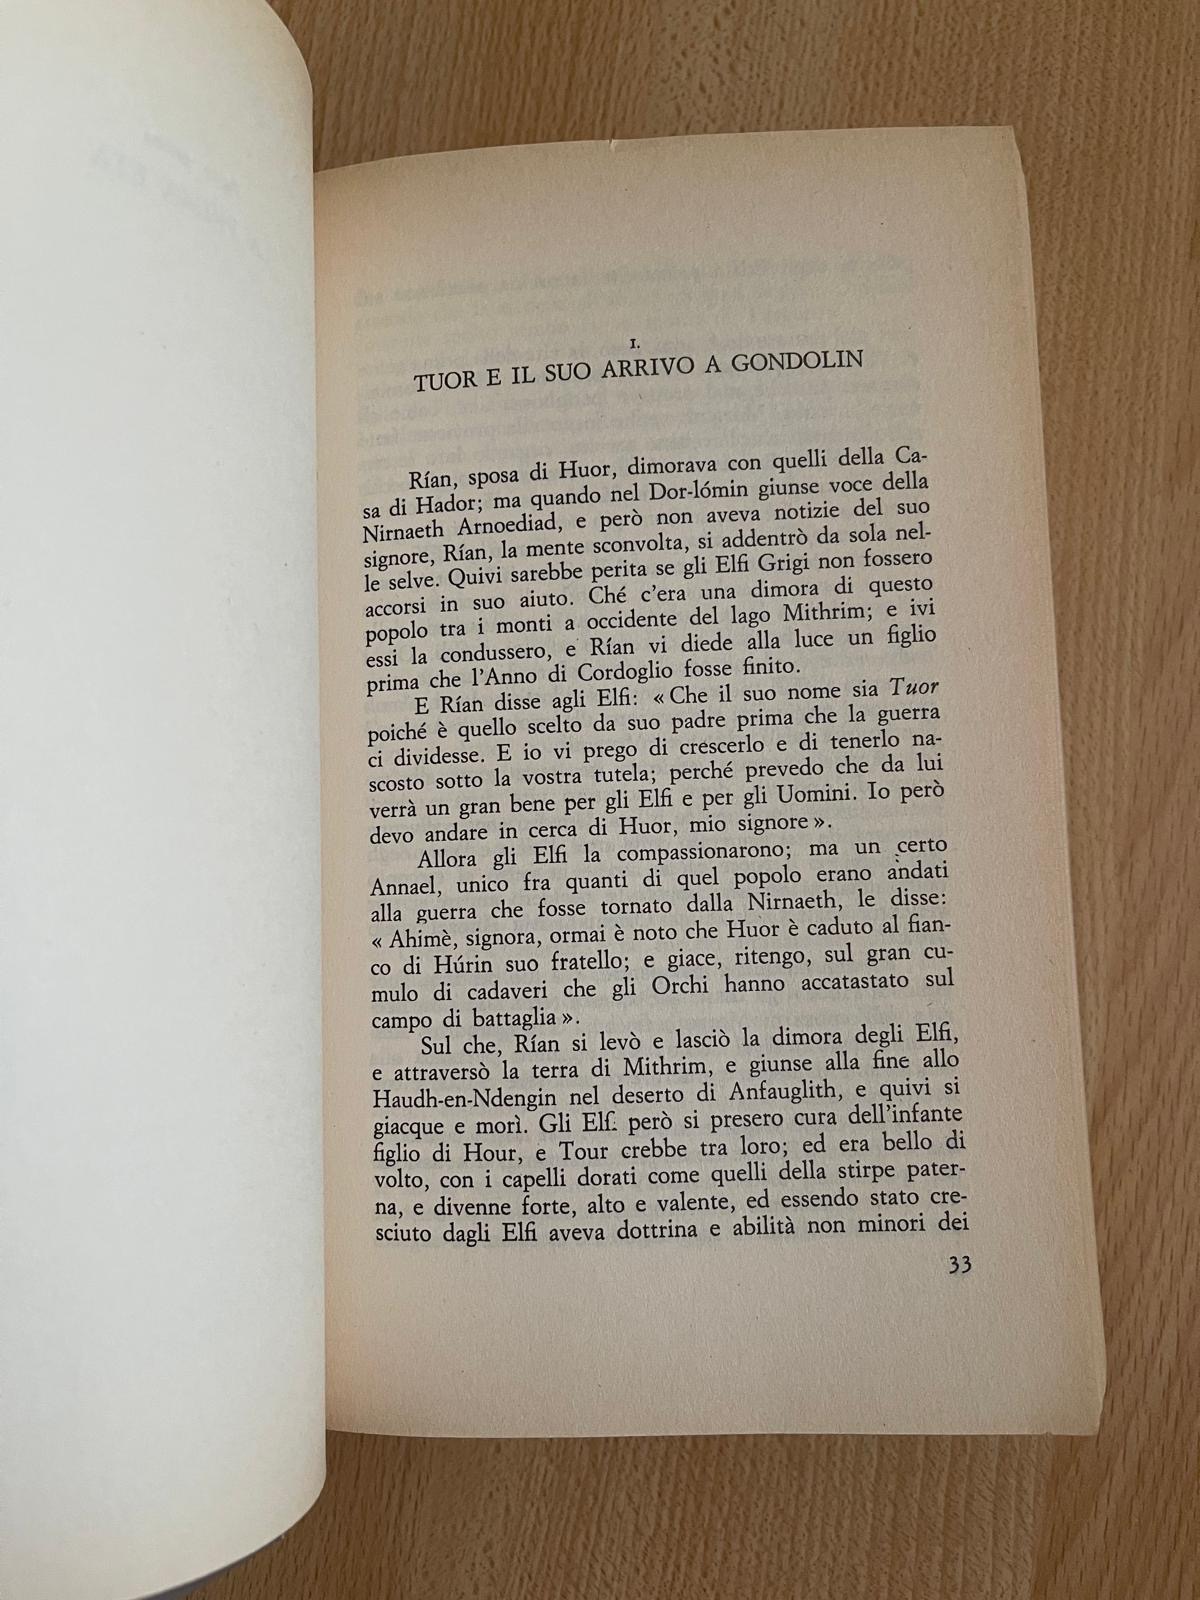 I.
TUOR E IL SUO ARRIVO A GONDOLIN
Rían, sposa di Huor, dimorava con quelli della Ca-
sa di Hador; ma quando nel Dor-lómin giunse voce della
Nirnaeth Arnoediad, e però non aveva notizie del suo
signore, Rían, la mente sconvolta, si addentrò da sola nel-
le selve. Quivi sarebbe perita se gli Elfi Grigi non fossero
accorsi in suo aiuto. Ché c'era una dimora di questo
popolo tra i monti a occidente del lago Mithrim; e ivi
essi la condussero, e Rían vi diede alla luce un figlio
prima che l'Anno di Cordoglio fosse finito.
E Rían disse agli Elfi: « Che il suo nome sia Tuor
poiché è quello scelto da suo padre prima che la guerra
ci dividesse. E io vi prego di crescerlo e di tenerlo na-
scosto sotto la vostra tutela; perché prevedo che da lui
verrà un gran bene per gli Elfi e per gli Uomini. Io però
devo andare in cerca di Huor, mio signore ».
Allora gli Elfi la compassionarono; ma un certo
Annael, unico fra quanti di quel popolo erano andati
alla guerra che fosse tornato dalla Nirnaeth, le disse:
« Ahimè, signora, ormai è noto che Huor è caduto al fian-
co di Húrin suo fratello; e giace, ritengo, sul gran cu-
mulo di cadaveri che gli Orchi hanno accatastato sul
campo di battaglia ».
Sul che, Rían si levò e lasciò la dimora degli Elfi,
e attraversò la terra di Mithrim, e giunse alla fine allo
Haudh-en-Ndengin nel deserto di Anfauglith, e quivi si
giacque e morì. Gli Elf. però si presero cura dell'infante
figlio di Hour, e Tour crebbe tra loro; ed era bello di
volto, con i capelli dorati come quelli della stirpe pater-
na, e divenne forte, alto e valente, ed essendo stato cre-
sciuto dagli Elfi aveva dottrina e abilità non minori dei
33